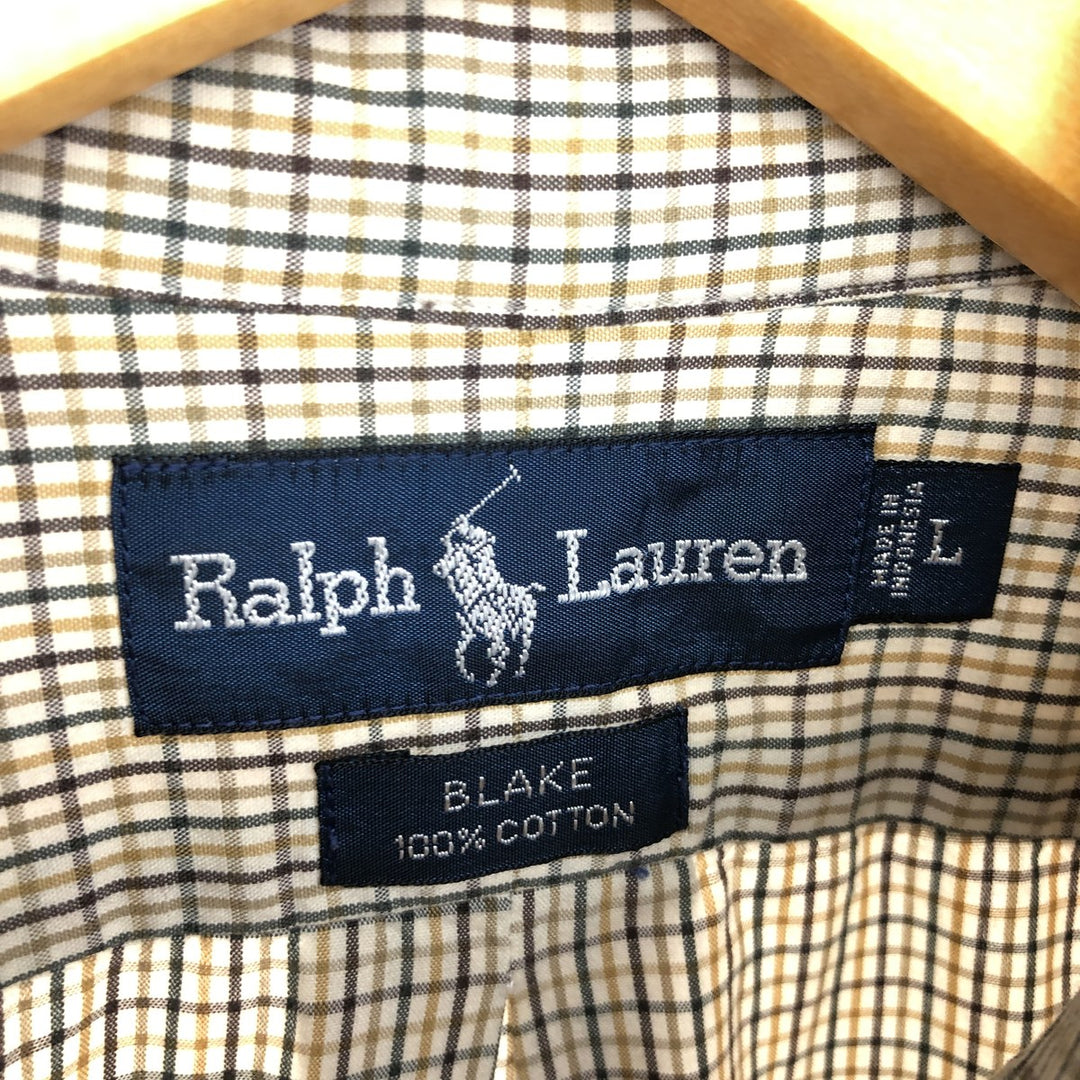 Ralph Lauren
MADE IN
INDONESIA
L
BLAKE
100% COTTON